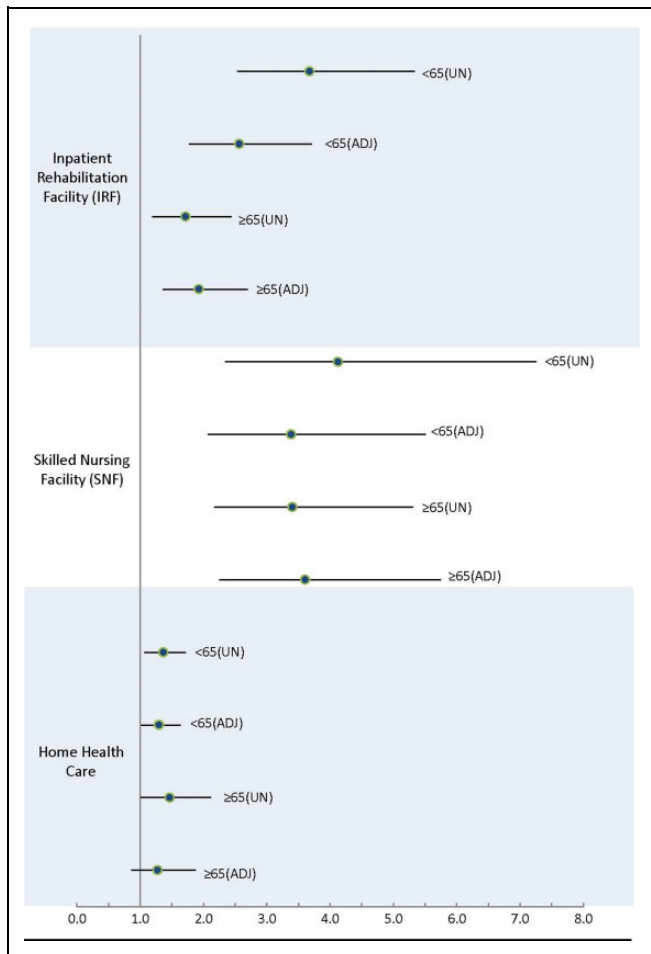 <65(UN)
<65(ADJ)
Inpatient
Rehabilitation
Facility (IRF)
≥65(UN)
≥65(ADJ)
<65(UN)
<65(ADJ)
Skilled Nursing
Facility (SNF)
≥65(UN)
≥65(ADJ)
<65(UN)
<65(ADJ)
Home Health
Care
≥65(UN)
≥65(ADJ)
0.0 1.0 2.0 3.0 4.0 5.0 6.0 7.0 8.0